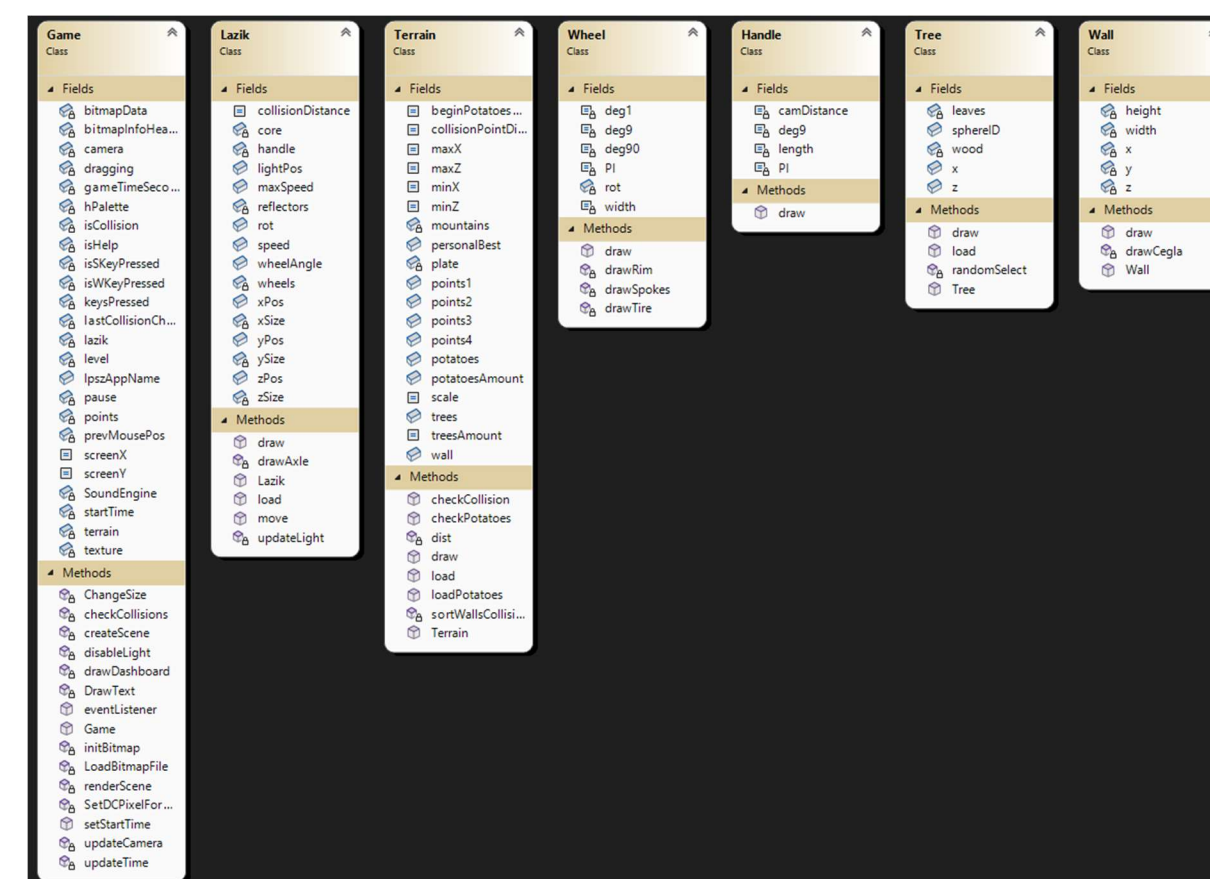 Game
Class
Fields
bitmapData
bitmapInfoHea...
camera
dragging
gameTimeSeco...
hPalette
isCollision
isHelp
isSKeyPressed
isWKeyPressed
keysPressed
lastCollisionCh...
lazik
level
lpszAppName
pause
points
prevMousePos
screenX
screenY
SoundEngine
startTime
terrain
texture
Methods
ChangeSize
checkCollisions
createScene
disableLight
drawDashboard
DrawText
eventListener
Game
initBitmap
LoadBitmapFile
renderScene
SetDCPixelFor...
setStartTime
updateCamera
updateTime
Lazik
Class
Fields
collisionDistance
core
handle
lightPos
maxSpeed
reflectors
rot
speed
wheelAngle
wheels
xPos
xSize
yPos
ySize
zPos
zSize
Methods
draw
drawAxle
Lazik
load
move
updateLight
Terrain
Class
Fields
beginPotatoes...
collisionPointDi...
maxX
maxZ
minX
minZ
mountains
personalBest
plate
points1
points2
points3
points4
potatoes
potatoesAmount
scale
trees
treesAmount
wall
Methods
checkCollision
checkPotatoes
dist
draw
load
loadPotatoes
sortWallsCollisi...
Terrain
Wheel
Class
Fields
deg1
deg9
deg90
PI
rot
width
Methods
draw
drawRim
drawSpokes
drawTire
Handle
Class
Fields
camDistance
deg9
length
PI
Methods
draw
Tree
Class
Fields
leaves
sphereID
wood
x
z
Methods
draw
load
randomSelect
Tree
Wall
Class
Fields
height
width
x
y
z
Methods
draw
drawCegla
Wall